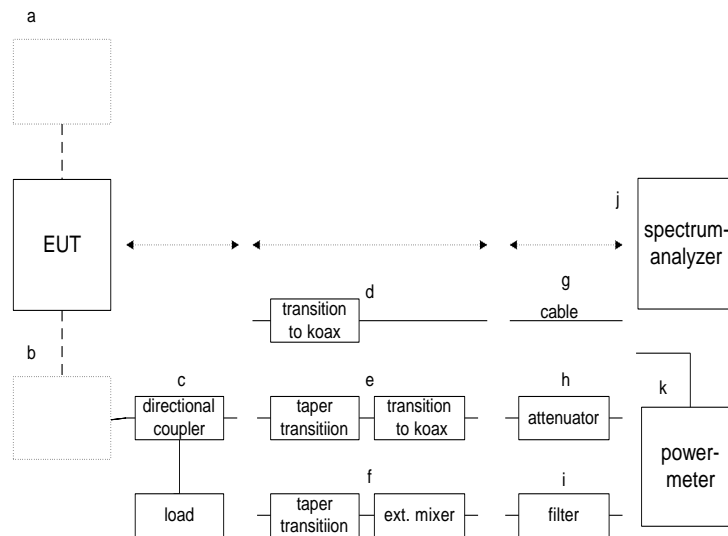 a
EUT
j
spectrum-
analyzer
d
g
transition
to koax
cable
b
c
e
h
k
directional
coupler
taper
transitiion
transition
to koax
attenuator
power-
meter
f
i
load
taper
transitiion
ext. mixer
filter